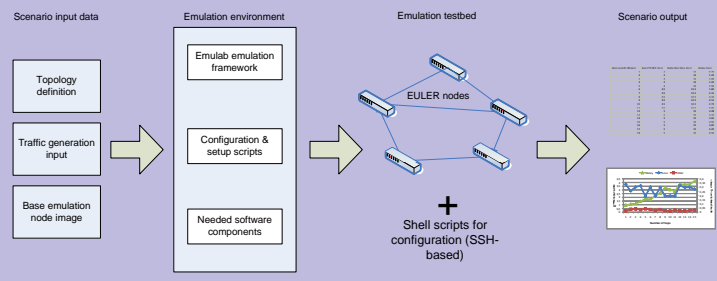 Scenario input data
Emulation environment
Emulation testbed
Scenario output
Topology
definition
Traffic generation
input
Base emulation
node image
Emulab emulation
framework
Configuration &
setup scripts
Needed software
components
EULER nodes
+
Shell scripts for
configuration (SSH-
based)